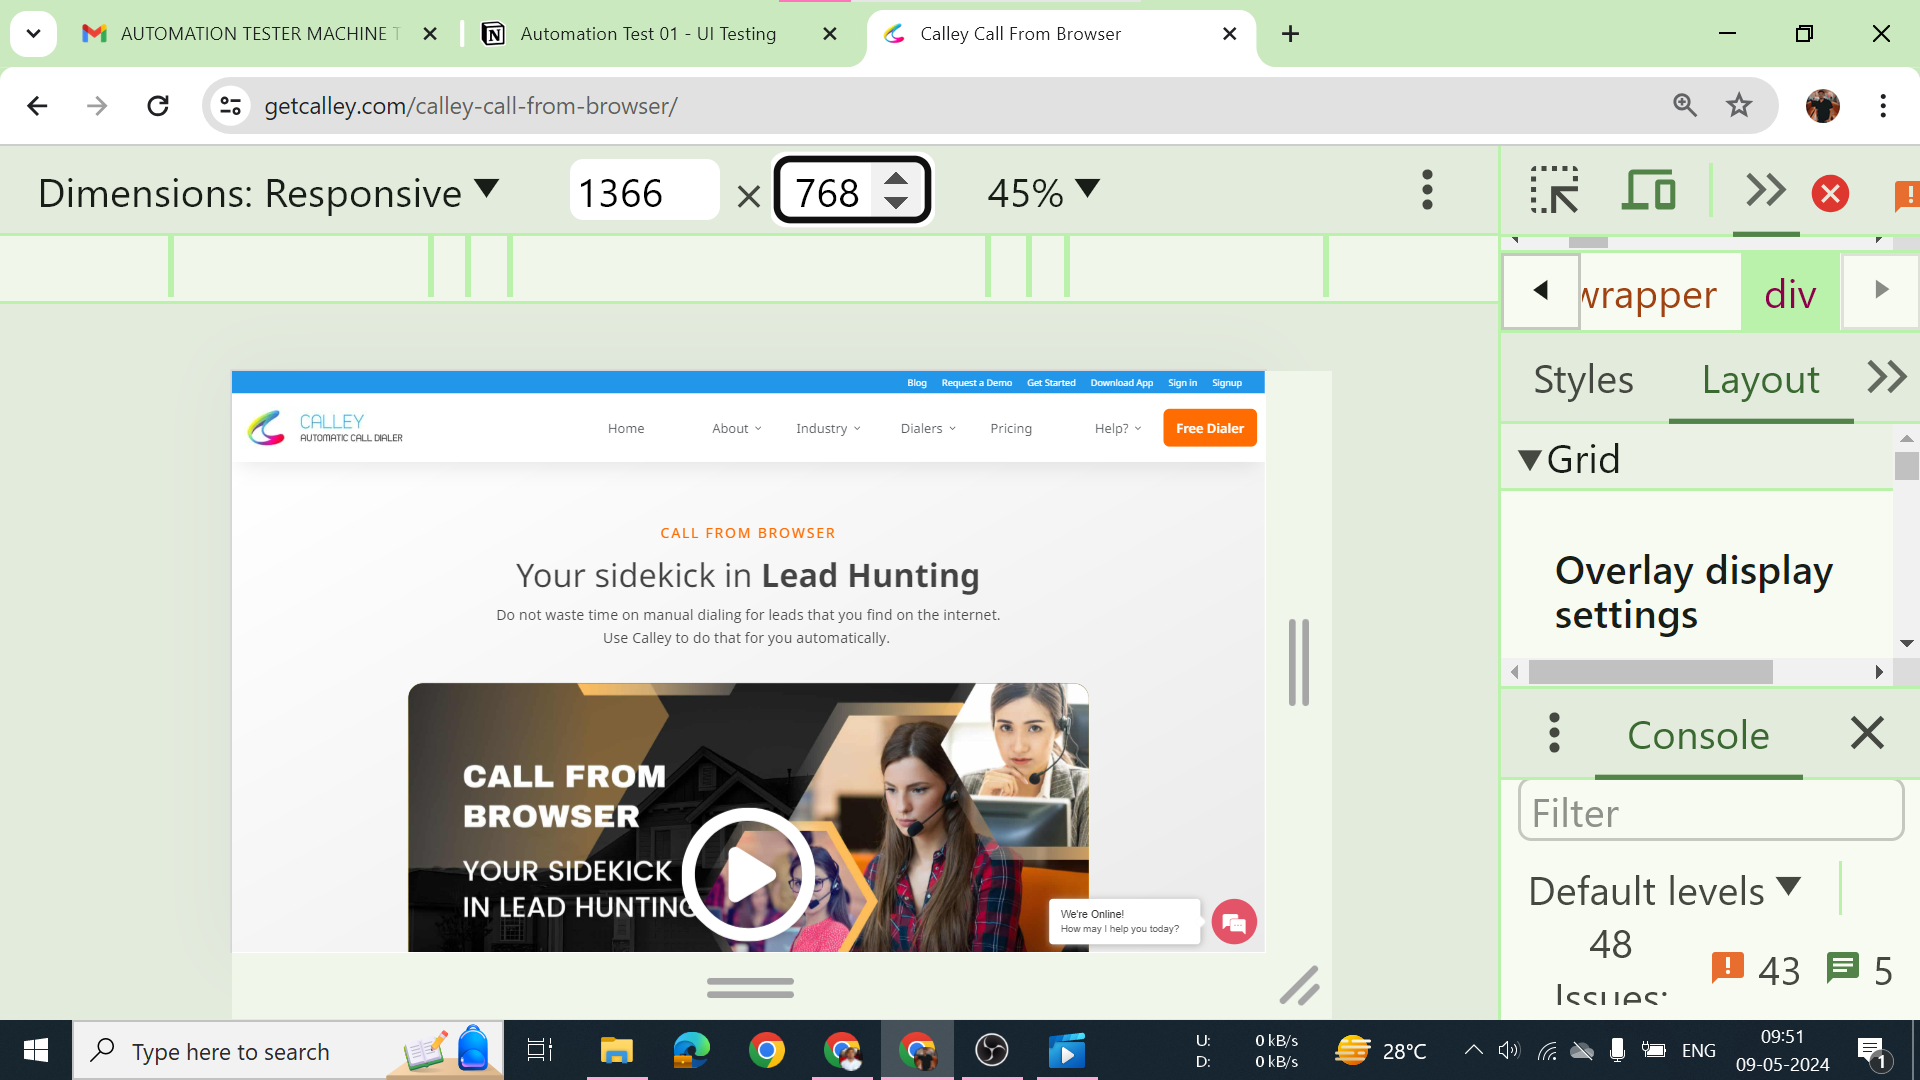 AUTOMATION TESTER MACHINE T
Automation Test 01 - UI Testing
Calley Call From Browser
getcalley.com/calley-call-from-browser/
Dimensions: Responsive
1366
×
768
45%
wrapper
div
Styles
Layout
Grid
Overlay display
settings
Console
Filter
Default levels
48
Issues:
43
5
Blog
Request a Demo
Get Started
Download App
Sign in
Signup
CALLEY
AUTOMATIC CALL DIALER
Home
About
Industry
Dialers
Pricing
Help?
Free Dialer
CALL FROM BROWSER
Your sidekick in Lead Hunting
Do not waste time on manual dialing for leads that you find on the internet.
Use Calley to do that for you automatically.
CALL FROM
BROWSER
YOUR SIDEKICK
IN LEAD HUNTING
We're Online!
How may I help you today?
Type here to search
U:
0 kB/s
D:
0 kB/s
28°C
ENG
09:51
09-05-2024
1